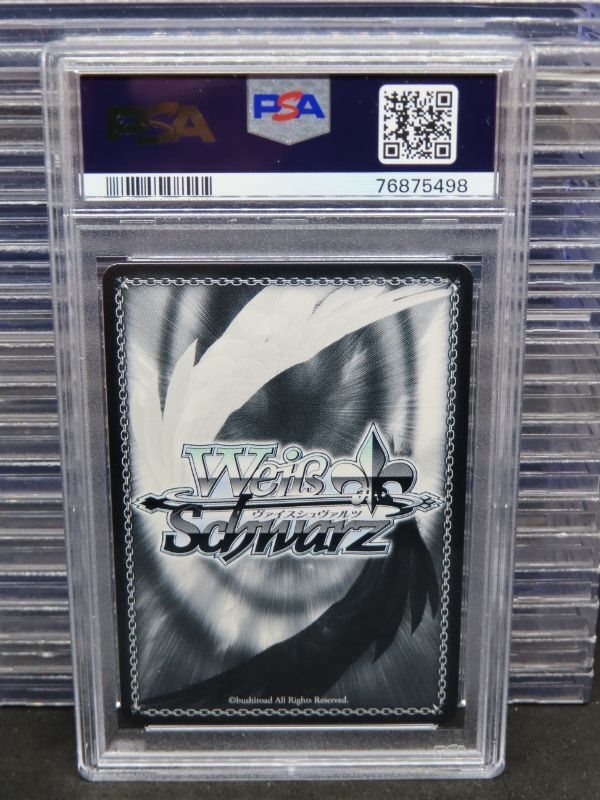 PSA PSA
76875498
Weiß
ヴァイスシュヴァルツ
Schwarz
©bushiroad All Rights Reserved.
PSA